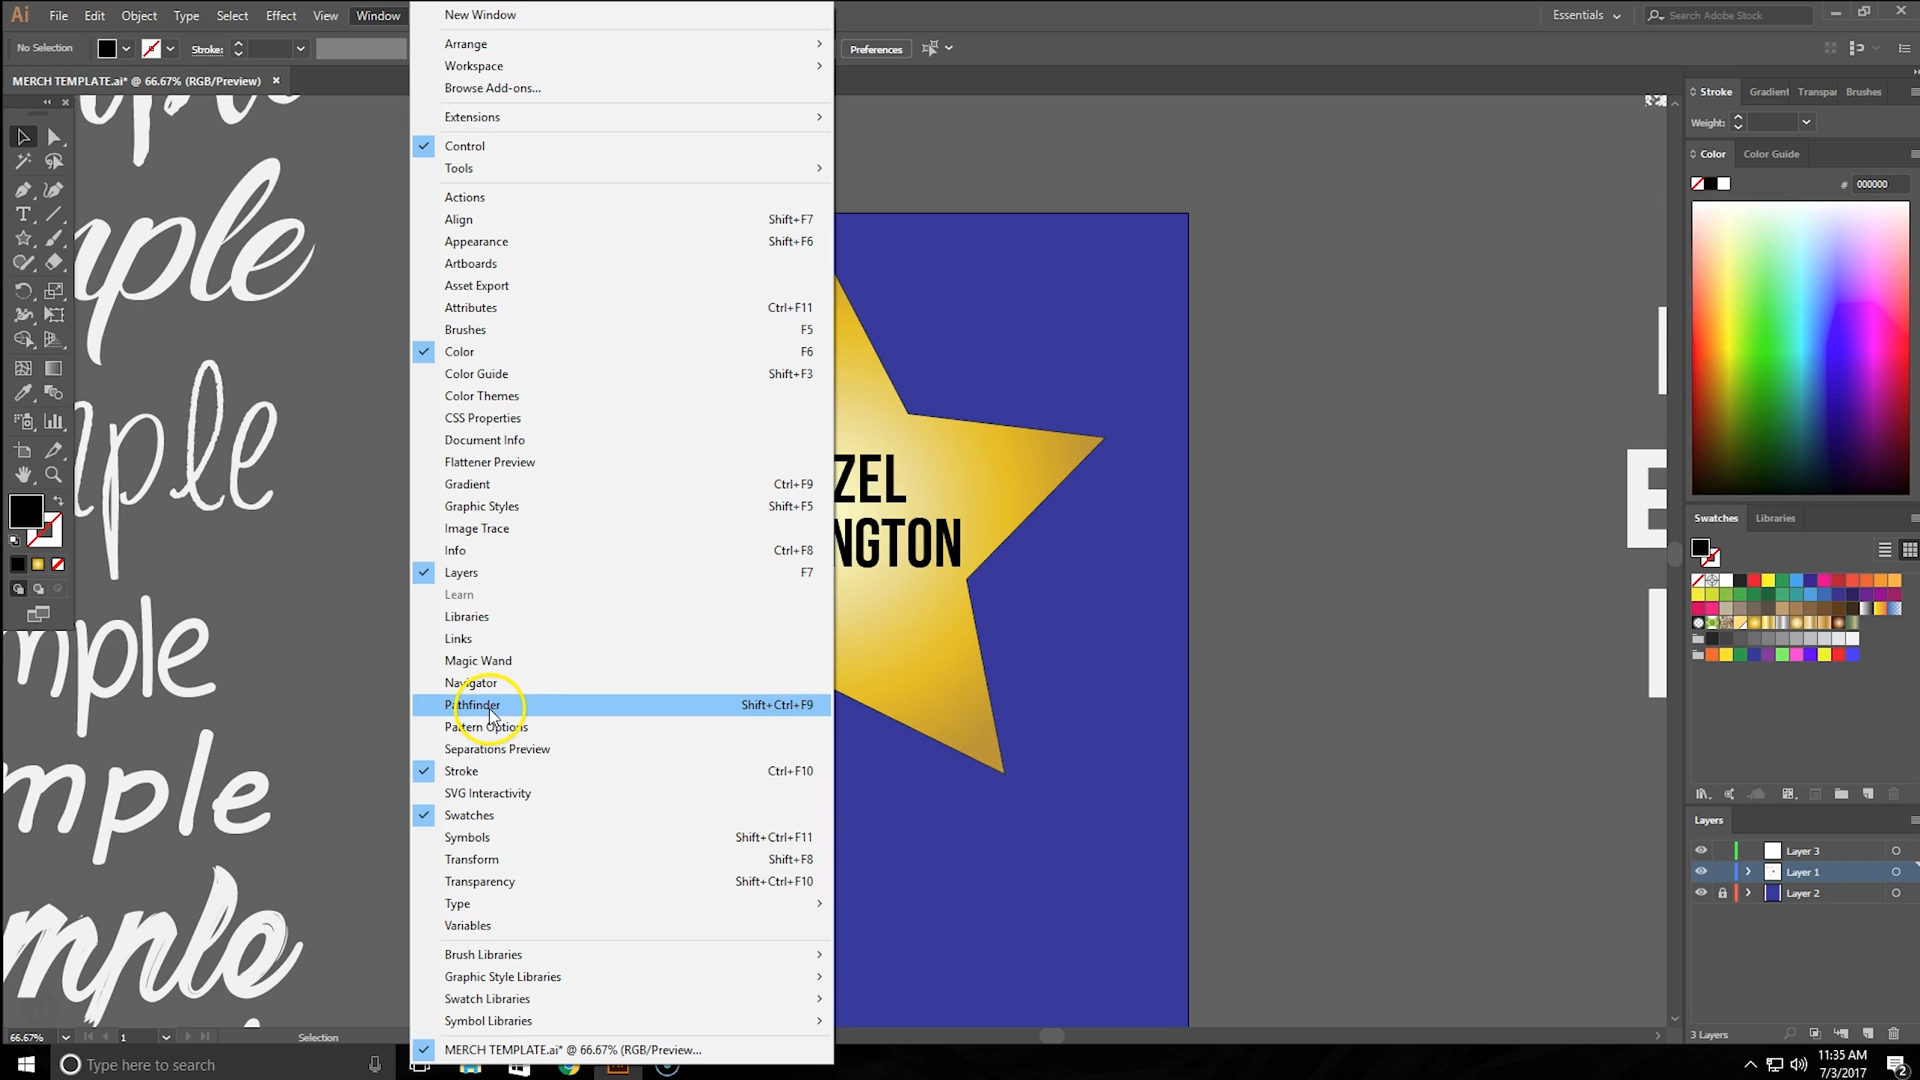 Ai File Edit Object Type Select Effect View Window
Essentials
Search Adobe Stock
No Selection
Stroke:
Preferences
MERCH TEMPLATE.ai* @ 66.67% (RGB/Preview)
New Window
Arrange
Workspace
Browse Add-ons...
Extensions
Control
Tools
Actions
Align Shift+F7
Appearance Shift+F6
Artboards
Asset Export
Attributes Ctrl+F11
Brushes F5
Color F6
Color Guide Shift+F3
Color Themes
CSS Properties
Document Info
Flattener Preview
Gradient Ctrl+F9
Graphic Styles Shift+F5
Image Trace
Info Ctrl+F8
Layers F7
Learn
Libraries
Links
Magic Wand
Navigator
Pathfinder Shift+Ctrl+F9
Pattern Options
Separations Preview
Stroke Ctrl+F10
SVG Interactivity
Swatches
Symbols Shift+Ctrl+F11
Transform Shift+F8
Transparency Shift+Ctrl+F10
Type
Variables
Brush Libraries
Graphic Style Libraries
Swatch Libraries
Symbol Libraries
MERCH TEMPLATE.ai* @ 66.67% (RGB/Preview...
mple
mple
mple
mple
mple
ZEL
NGTON
E
Stroke Gradient Transpar Brushes
Weight:
Color Color Guide
# 000000
Swatches Libraries
Layers
Layer 3
Layer 1
Layer 2
3 Layers
66.67% 1 Selection
Type here to search
11:35 AM
7/3/2017
2